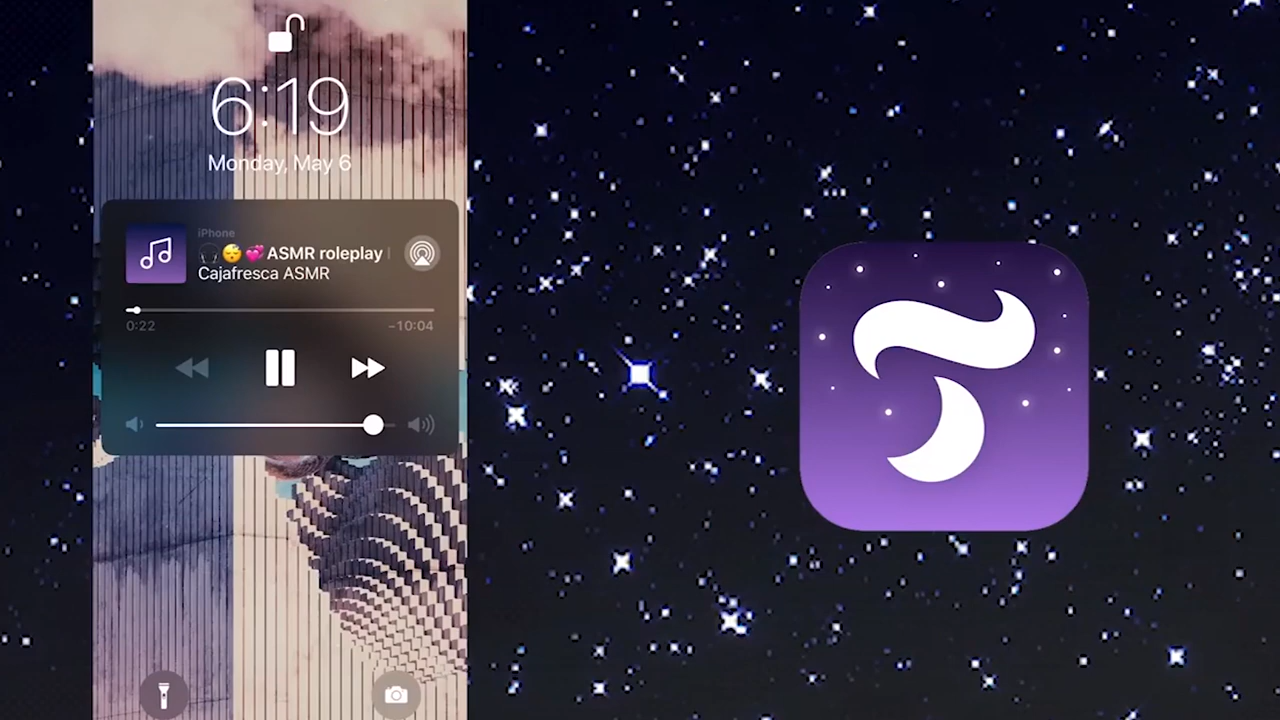 6:19
Monday, May 6
iPhone
🎧😴💞ASMR roleplay
Cajafresca ASMR
0:22
−10:04